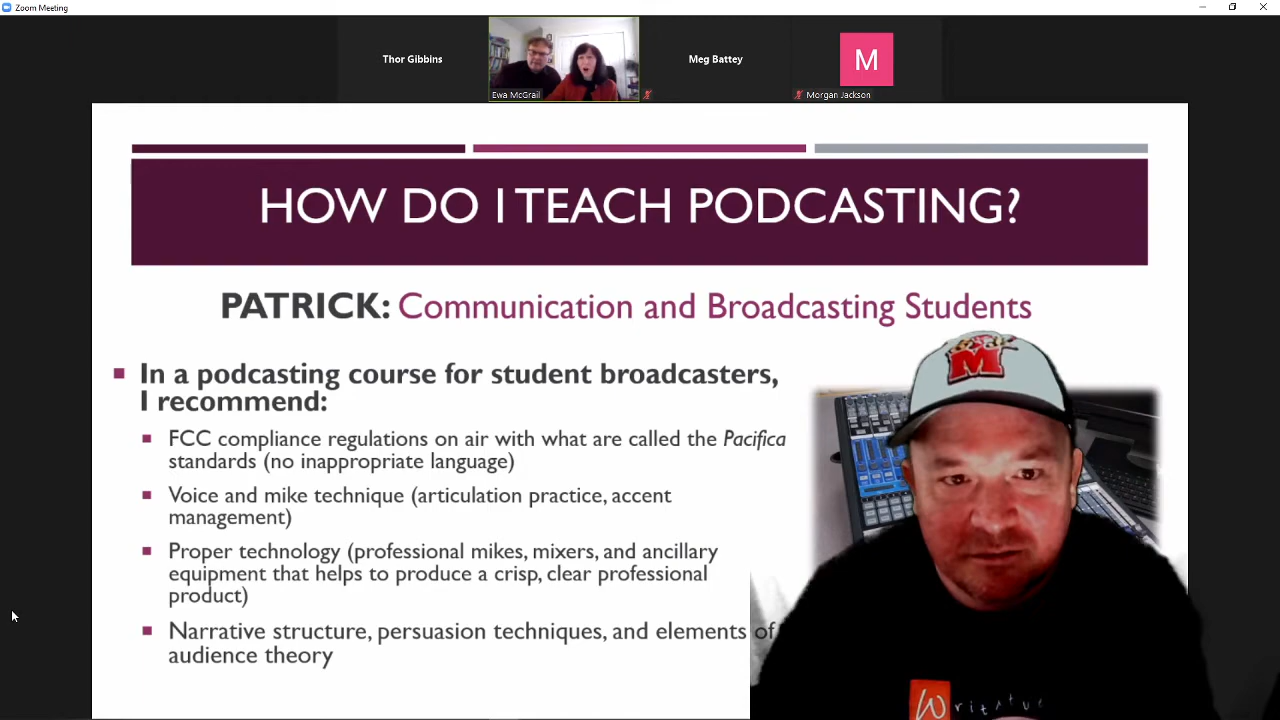 Zoom Meeting
Thor Gibbins
Ewa McGrail
Meg Battey
M
Morgan Jackson
HOW DO I TEACH PODCASTING?
PATRICK: Communication and Broadcasting Students
In a podcasting course for student broadcasters,
I recommend:
FCC compliance regulations on air with what are called the Pacifica
standards (no inappropriate language)
Voice and mike technique (articulation practice, accent
management)
Proper technology (professional mikes, mixers, and ancillary
equipment that helps to produce a crisp, clear professional
product)
Narrative structure, persuasion techniques, and elements of
audience theory
M